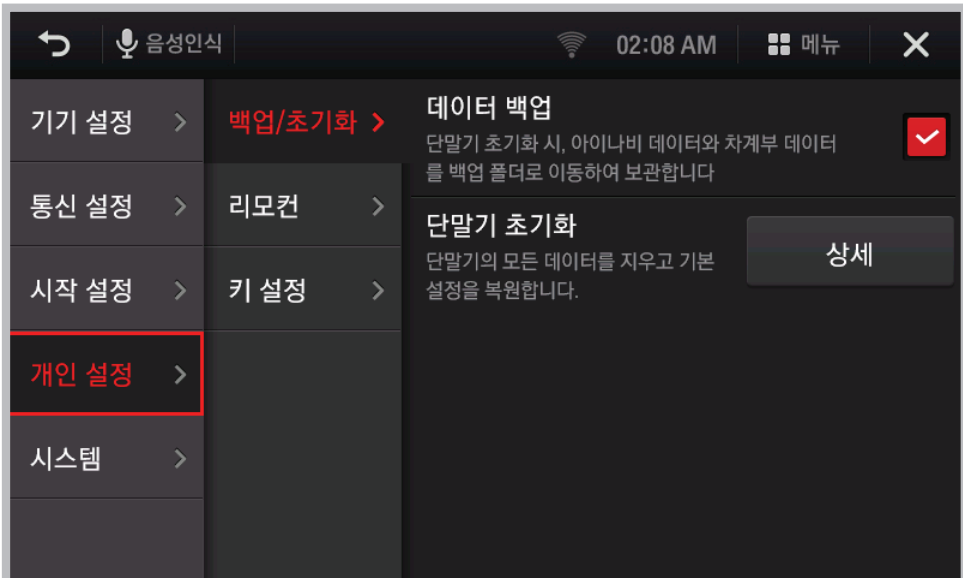 음성인식
02:08 AM
메뉴
기기 설정
통신 설정
시작 설정
개인 설정
시스템
백업/초기화
리모컨
키 설정
데이터 백업
단말기 초기화 시, 아이나비 데이터와 차계부 데이터
를 백업 폴더로 이동하여 보관합니다
단말기 초기화
단말기의 모든 데이터를 지우고 기본
설정을 복원합니다.
상세